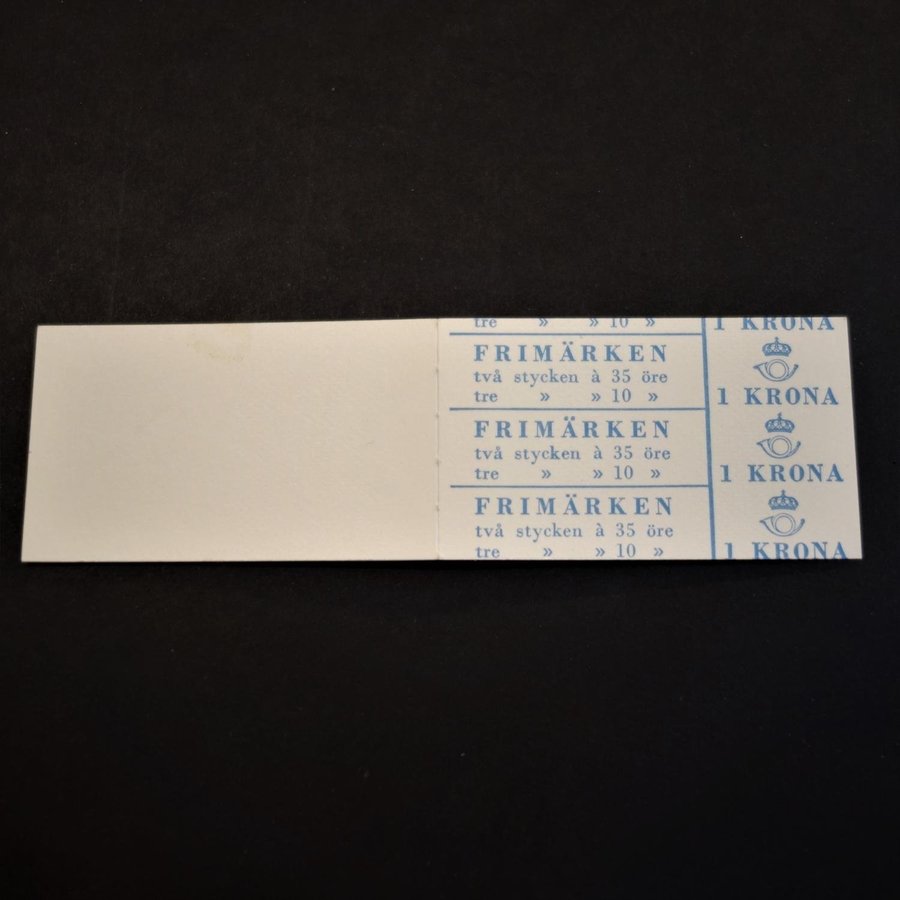 tre » » 10 »
1 KRONA
FRIMÄRKEN
två stycken à 35 öre
tre » » 10 »
1 KRONA
FRIMÄRKEN
två stycken à 35 öre
tre » » 10 »
1 KRONA
FRIMÄRKEN
två stycken à 35 öre
tre » » 10 »
1 KRONA